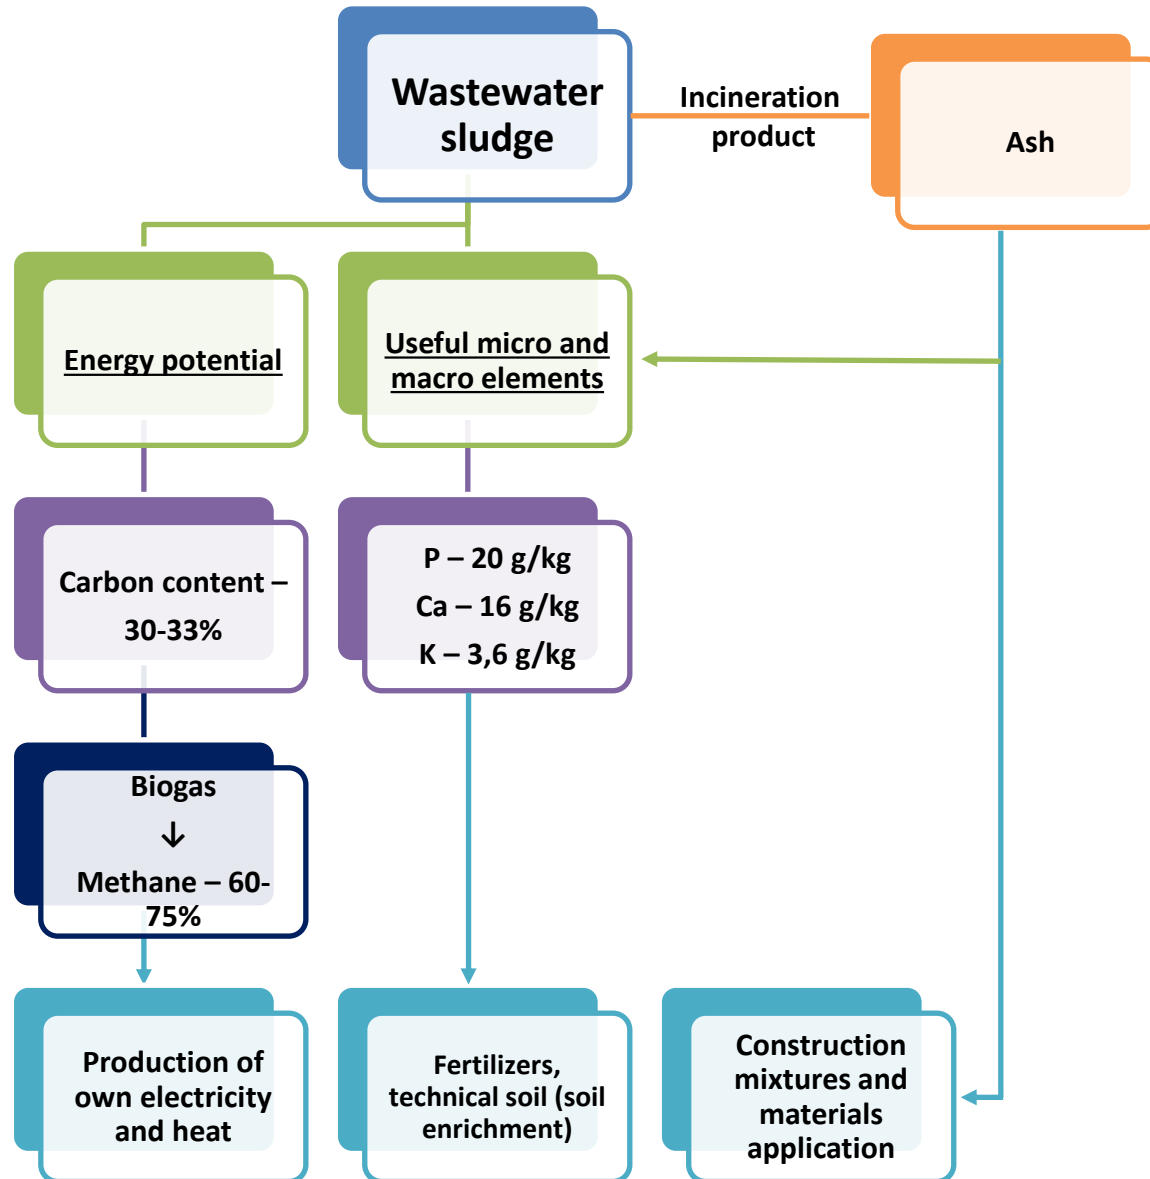 Wastewater
sludge
Incineration
product
Ash
Energy potential
Useful micro and
macro elements
Carbon content –
30-33%
P – 20 g/kg
Ca – 16 g/kg
K – 3,6 g/kg
Biogas
↓
Methane – 60-
75%
Production of
own electricity
and heat
Fertilizers,
technical soil (soil
enrichment)
Construction
mixtures and
materials
application